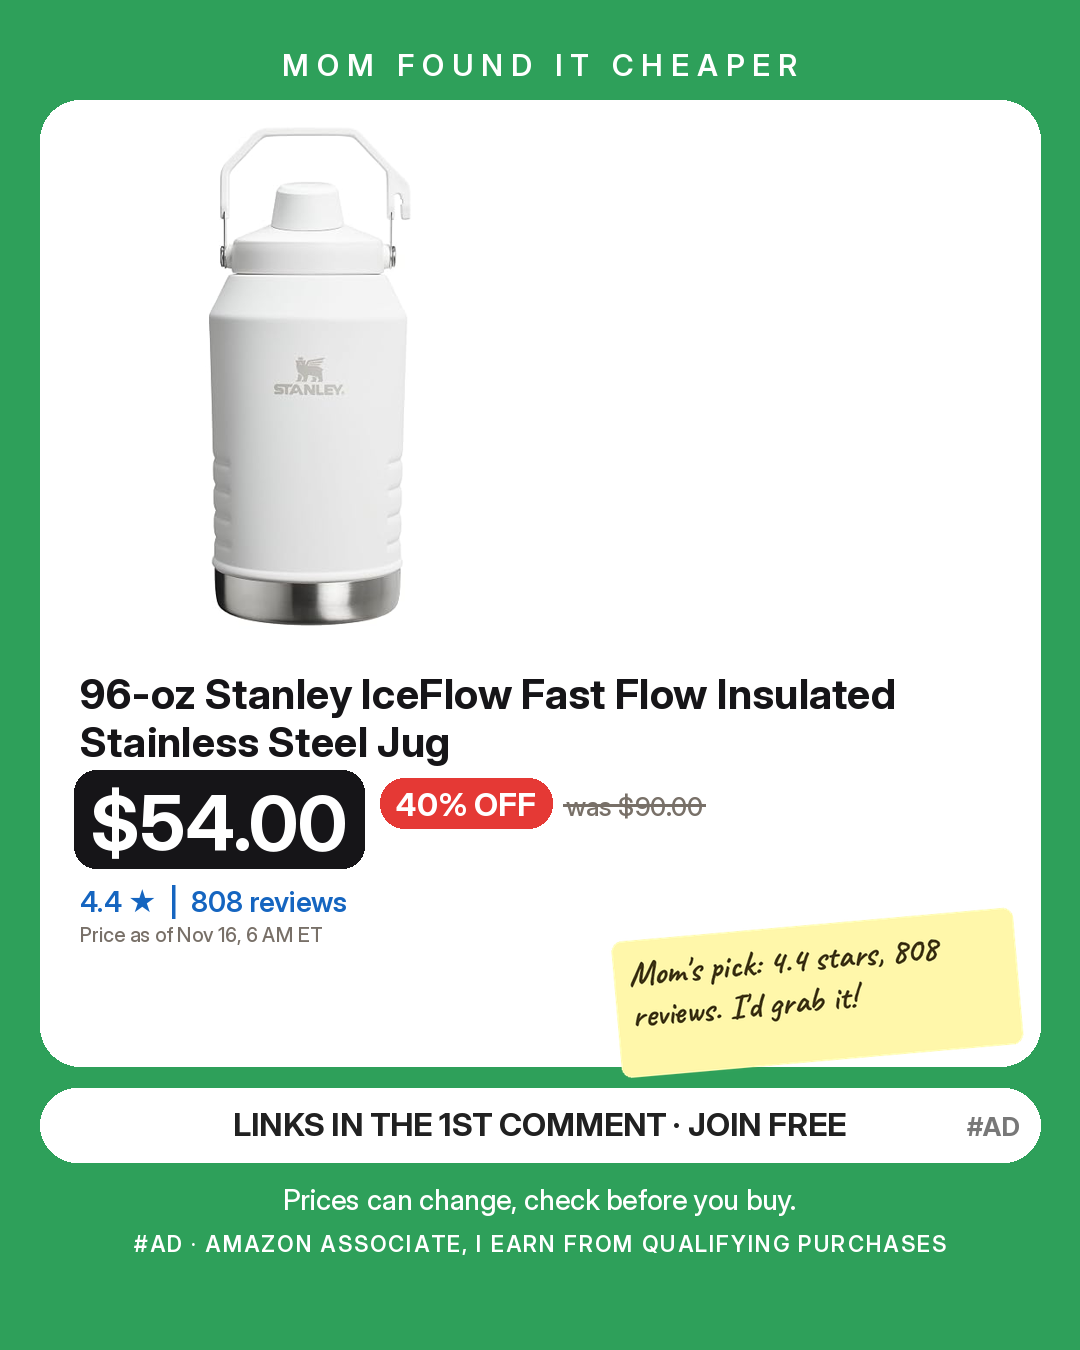 MOM FOUND IT CHEAPER
STANLEY
96-oz Stanley IceFlow Fast Flow Insulated
Stainless Steel Jug
$54.00 40% OFF was $90.00
4.4 ★ | 808 reviews
Price as of Nov 16, 6 AM ET
Mom's pick: 4.4 stars, 808
reviews. I'd grab it!
LINKS IN THE 1ST COMMENT · JOIN FREE #AD
Prices can change, check before you buy.
#AD · AMAZON ASSOCIATE, I EARN FROM QUALIFYING PURCHASES